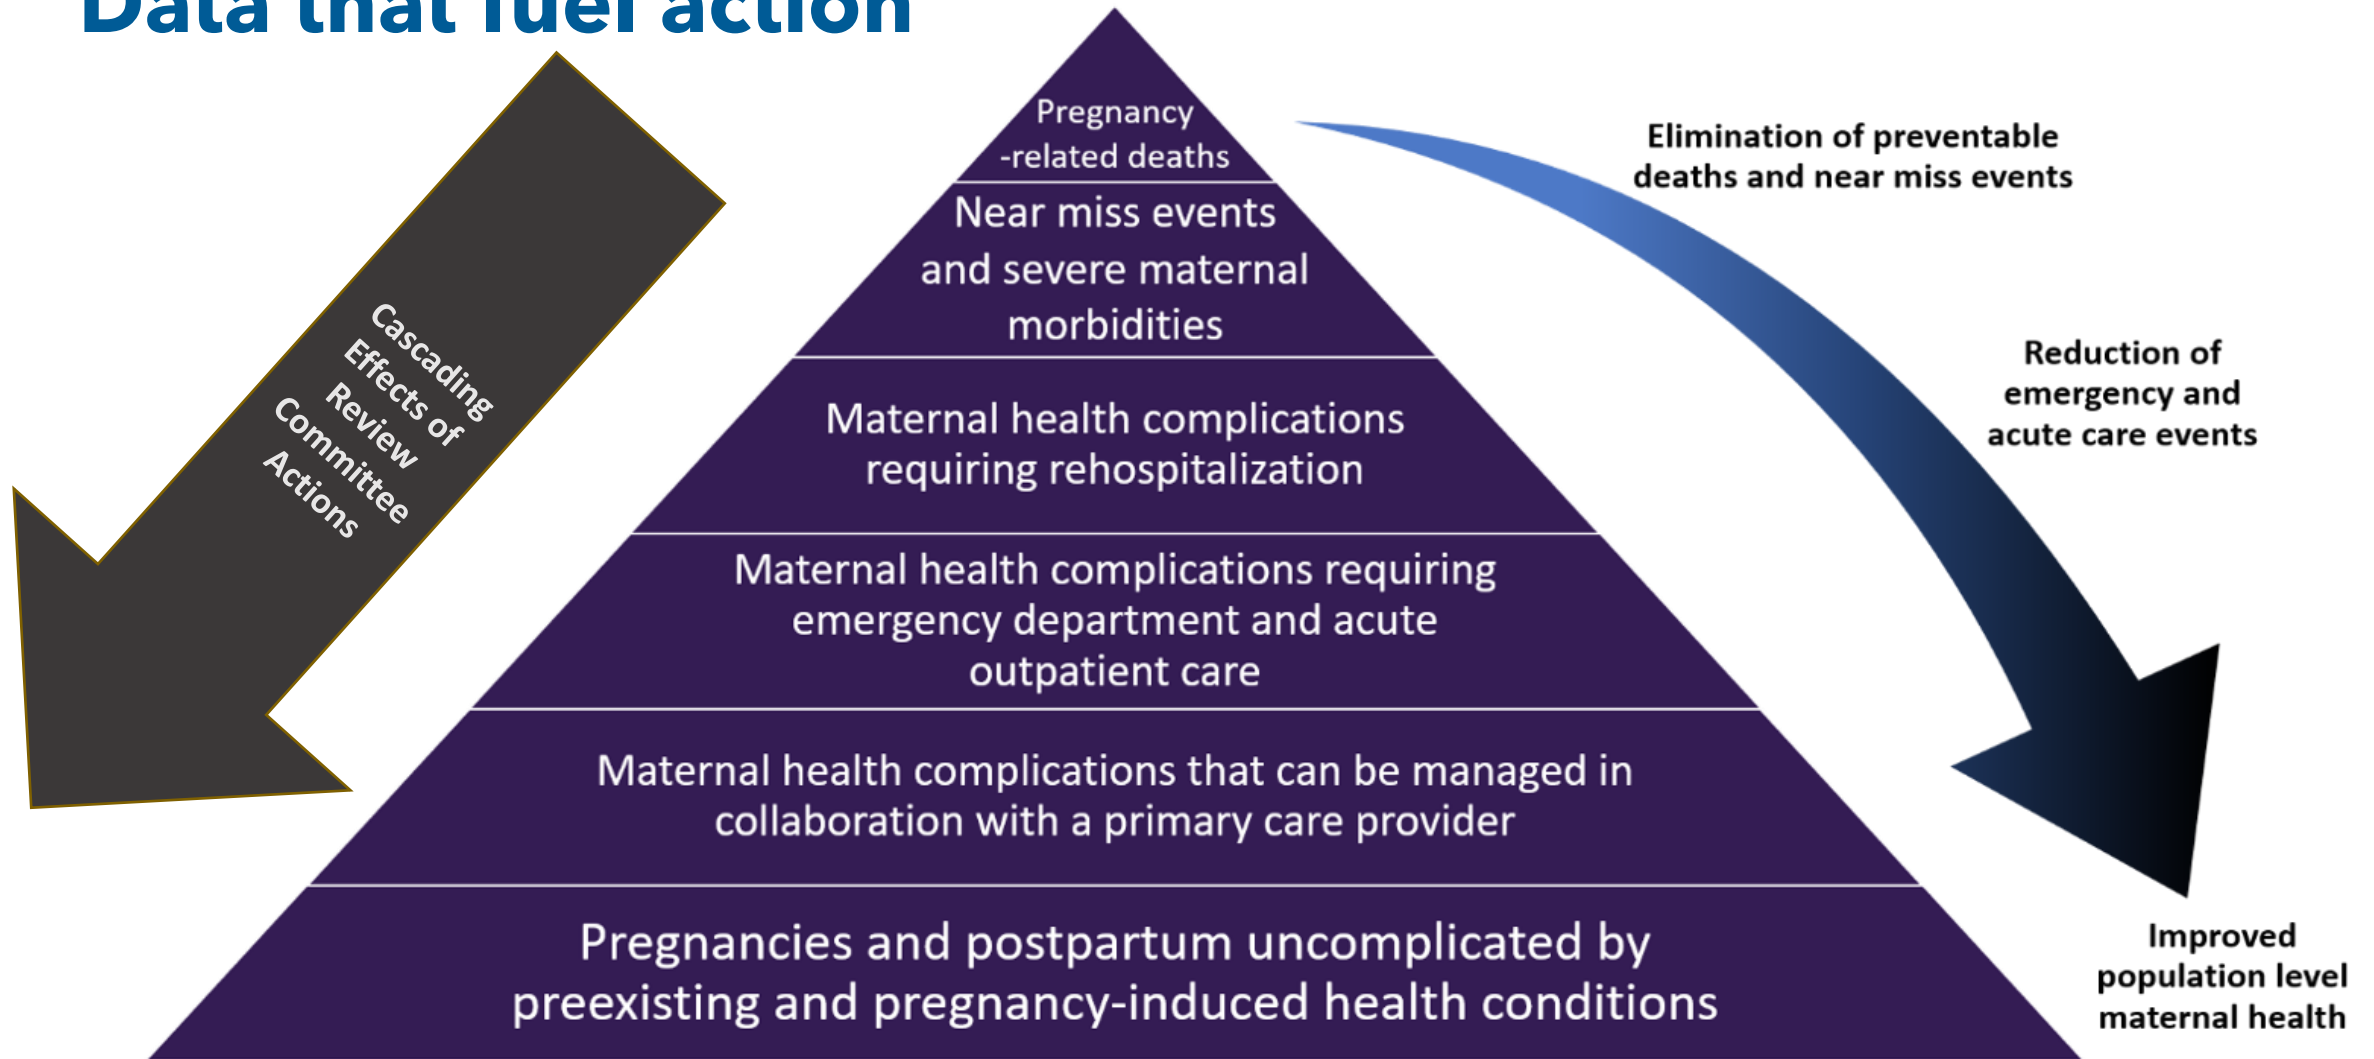 Data that fuel action
Cascading
Effects of
Review
Committee
Actions
Pregnancy
-related deaths
Near miss events
and severe maternal
morbidities
Maternal health complications
requiring rehospitalization
Maternal health complications requiring
emergency department and acute
outpatient care
Maternal health complications that can be managed in
collaboration with a primary care provider
Pregnancies and postpartum uncomplicated by
preexisting and pregnancy-induced health conditions
Elimination of preventable
deaths and near miss events
Reduction of
emergency and
acute care events
Improved
population level
maternal health